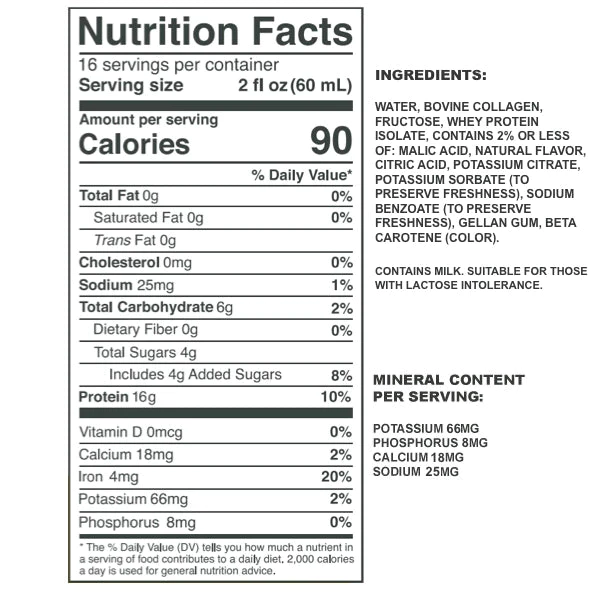 Nutrition Facts
16 servings per container
Serving size 2 fl oz (60 mL)
Amount per serving
Calories 90
% Daily Value*
Total Fat 0g 0%
Saturated Fat 0g 0%
Trans Fat 0g
Cholesterol 0mg 0%
Sodium 25mg 1%
Total Carbohydrate 6g 2%
Dietary Fiber 0g 0%
Total Sugars 4g
Includes 4g Added Sugars 8%
Protein 16g 10%
Vitamin D 0mcg 0%
Calcium 18mg 2%
Iron 4mg 20%
Potassium 66mg 2%
Phosphorus 8mg 0%
* The % Daily Value (DV) tells you how much a nutrient in
a serving of food contributes to a daily diet. 2,000 calories
a day is used for general nutrition advice.
INGREDIENTS:
WATER, BOVINE COLLAGEN,
FRUCTOSE, WHEY PROTEIN
ISOLATE, CONTAINS 2% OR LESS
OF: MALIC ACID, NATURAL FLAVOR,
CITRIC ACID, POTASSIUM CITRATE,
POTASSIUM SORBATE (TO
PRESERVE FRESHNESS), SODIUM
BENZOATE (TO PRESERVE
FRESHNESS), GELLAN GUM, BETA
CAROTENE (COLOR).
CONTAINS MILK. SUITABLE FOR THOSE
WITH LACTOSE INTOLERANCE.
MINERAL CONTENT
PER SERVING:
POTASSIUM 66MG
PHOSPHORUS 8MG
CALCIUM 18MG
SODIUM 25MG